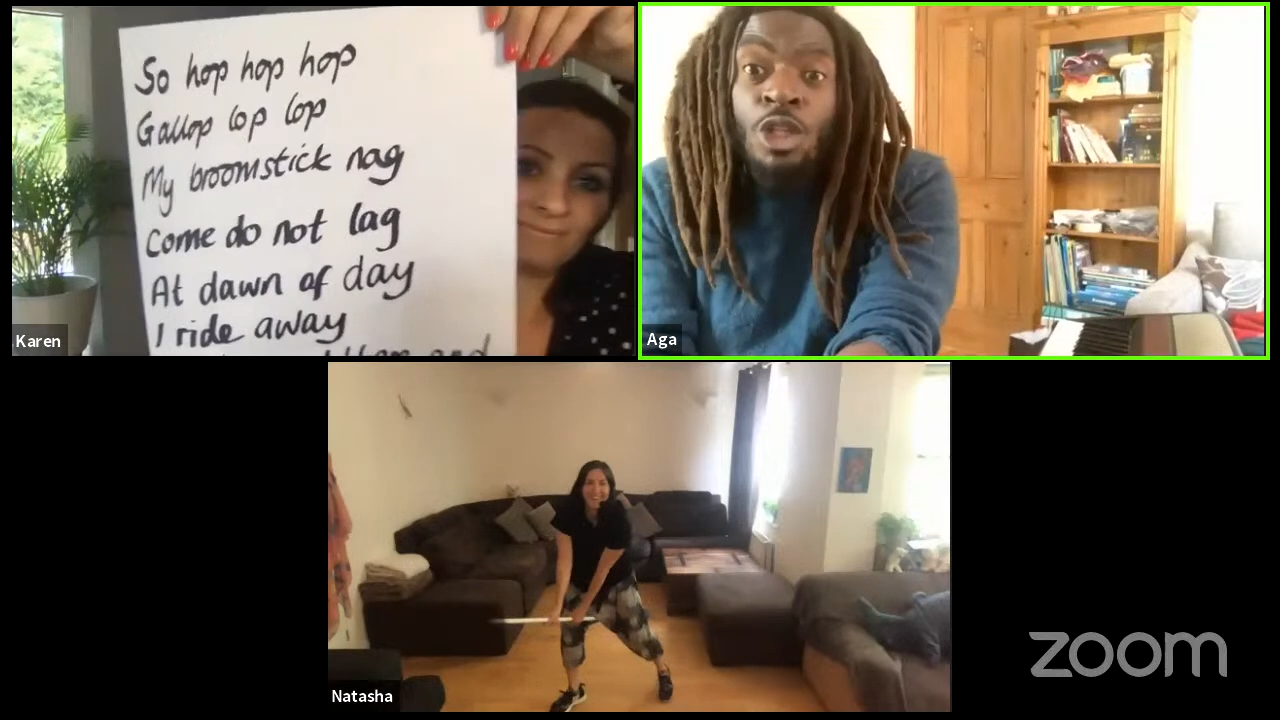 So hop hop hop
Gallop lop lop
My broomstick nag
Come do not lag
At dawn of day
I ride away
and
Karen
Aga
Natasha
zoom